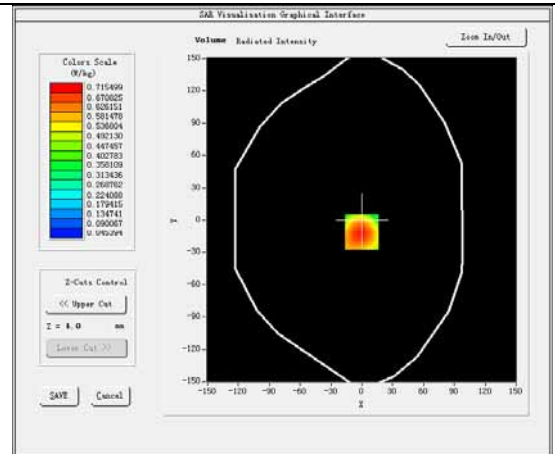 SAR Visualisation Graphical Interface
Volume Radiated Intensity
Zoom In/Out
Colors Scale
(W/kg)
0.715499
0.670825
0.626151
0.581478
0.536804
0.492130
0.447457
0.402783
0.358109
0.313436
0.268762
0.224088
0.179415
0.134741
0.090067
0.045394
150
120
90
60
30
0
-30
-60
-90
-120
-150
Y
-150 -120 -90 -60 -30 0 30 60 90 120 150
X
Z-Cuts Control
<< Upper Cut
Z = 4.0 mm
Lower Cut >>
SAVE
Cancel